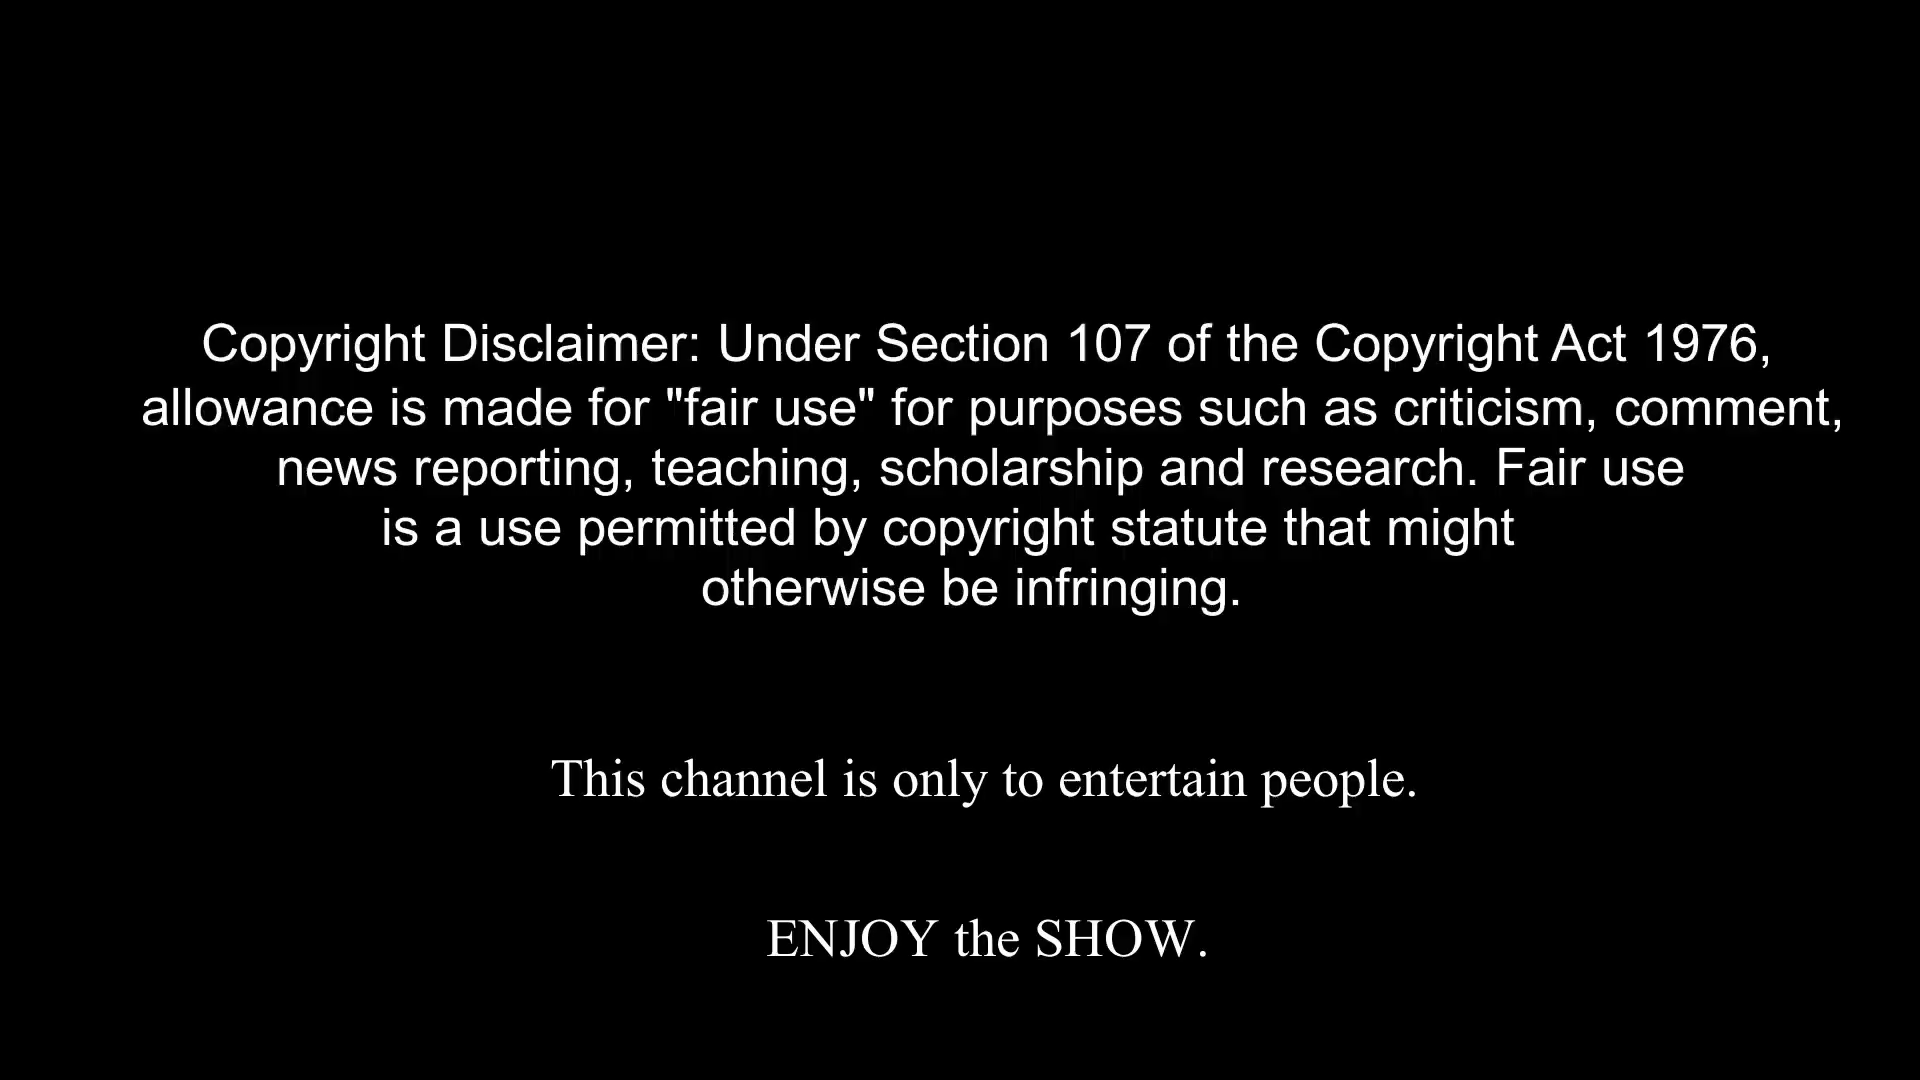 Copyright Disclaimer: Under Section 107 of the Copyright Act 1976,
allowance is made for "fair use" for purposes such as criticism, comment,
news reporting, teaching, scholarship and research. Fair use
is a use permitted by copyright statute that might
otherwise be infringing.
This channel is only to entertain people.
ENJOY the SHOW.